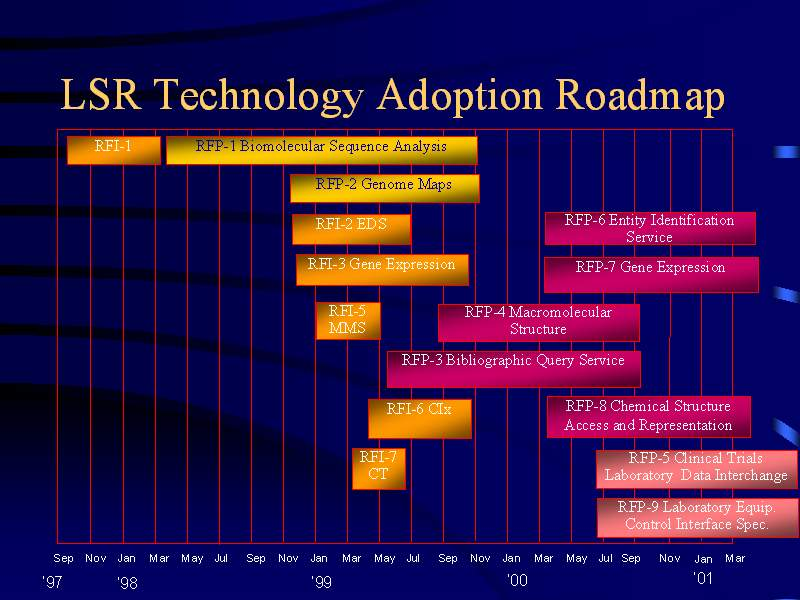 LSR Technology Adoption Roadmap
RFI-1
RFP-1 Biomolecular Sequence Analysis
RFP-2 Genome Maps
RFI-2 EDS
RFP-6 Entity Identification
Service
RFI-3 Gene Expression
RFP-7 Gene Expression
RFI-5
MMS
RFP-4 Macromolecular
Structure
RFP-3 Bibliographic Query Service
RFI-6 CIx
RFP-8 Chemical Structure
Access and Representation
RFI-7
CT
RFP-5 Clinical Trials
Laboratory Data Interchange
RFP-9 Laboratory Equip.
Control Interface Spec.
Sep Nov Jan Mar May Jul Sep Nov Jan Mar May Jul Sep Nov Jan Mar May Jul Sep Nov Jan Mar
'97 '98 '99 '00 '01